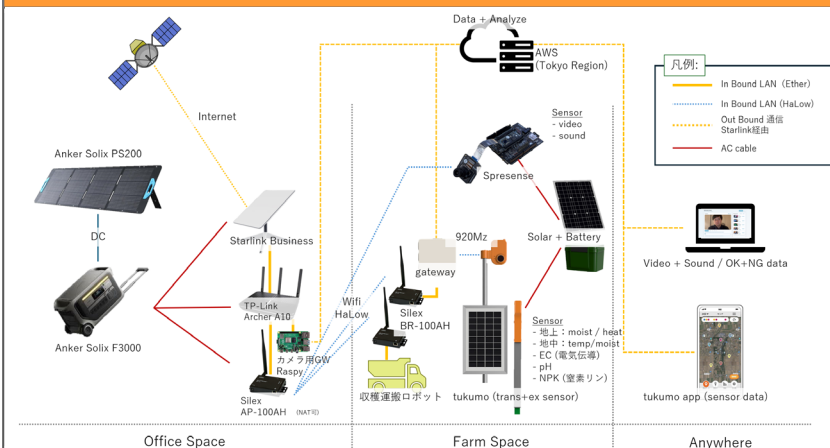 Data + Analyze
AWS
(Tokyo Region)
凡例:
In Bound LAN (Ether)
In Bound LAN (HaLow)
Out Bound 通信
Starlink経由
AC cable
Internet
Sensor
- video
- sound
Anker Solix PS200
Spresense
DC
Starlink Business
920Mz
Solar + Battery
gateway
Video + Sound / OK+NG data
TP-Link
Archer A10
Wifi
HaLow
Silex
BR-100AH
Anker Solix F3000
カメラ用GW
Raspy
Sensor
- 地上：moist / heat
- 地中：temp/moist
- EC (電気伝導)
- pH
- NPK (窒素リン)
Silex
AP-100AH
(NAT可)
収穫運搬ロボット
tukumo (trans+ex sensor)
tukumo app (sensor data)
Office Space
Farm Space
Anywhere